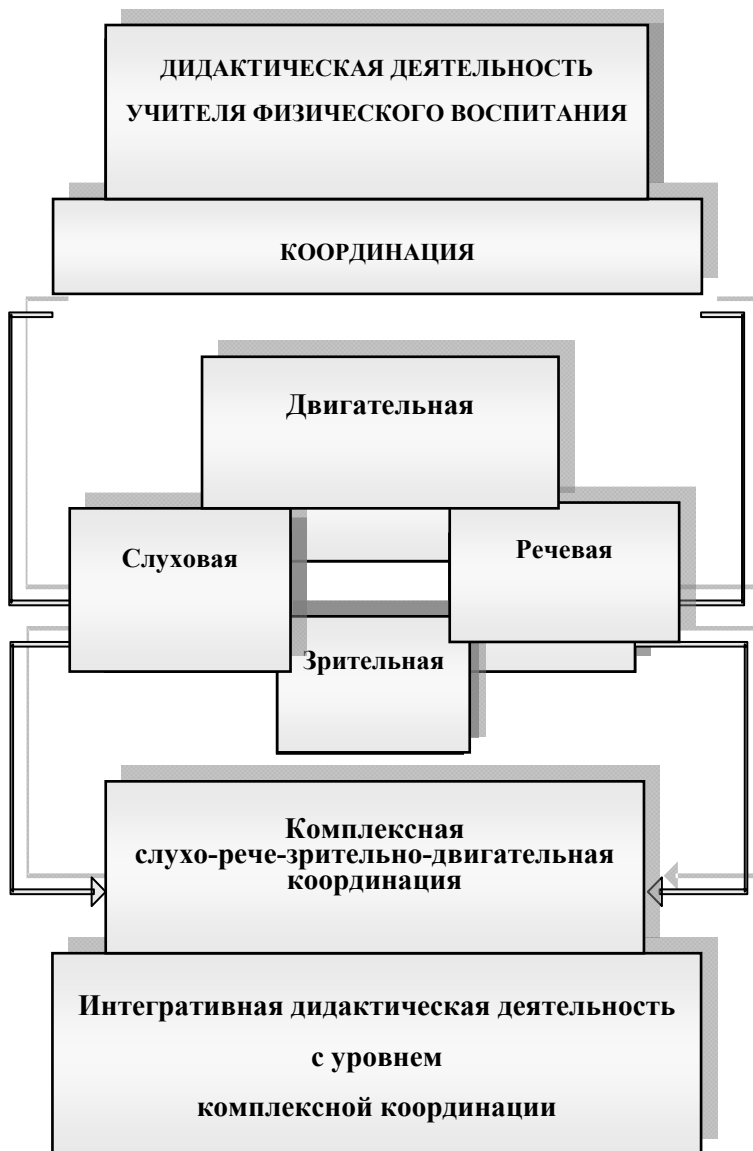 ДИДАКТИЧЕСКАЯ ДЕЯТЕЛЬНОСТЬ
УЧИТЕЛЯ ФИЗИЧЕСКОГО ВОСПИТАНИЯ
КООРДИНАЦИЯ
Двигательная
Слуховая
Речевая
Зрительная
Комплексная
слухо-рече-зрительно-двигательная
координация
Интегративная дидактическая деятельность
с уровнем
комплексной координации